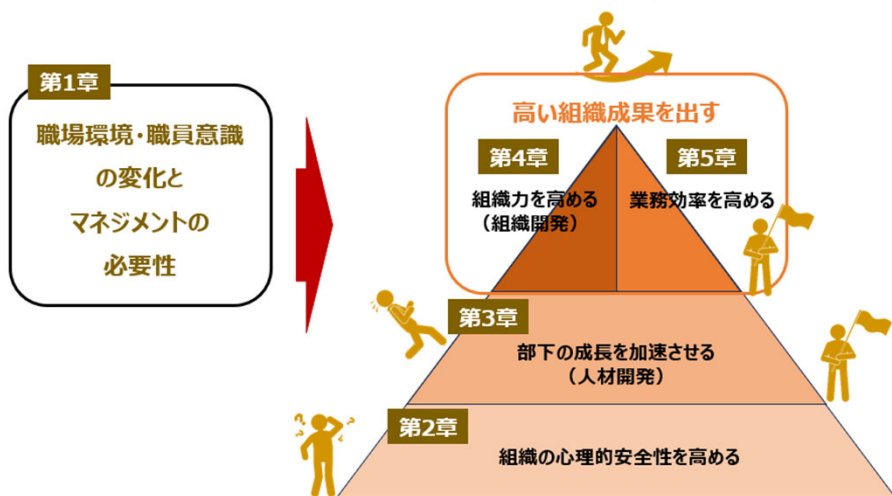 第1章
職場環境・職員意識
の変化と
マネジメントの
必要性
高い組織成果を出す
第4章
組織力を高める
（組織開発）
第5章
業務効率を高める
第3章
部下の成長を加速させる
（人材開発）
第2章
組織の心理的安全性を高める
? ? ?